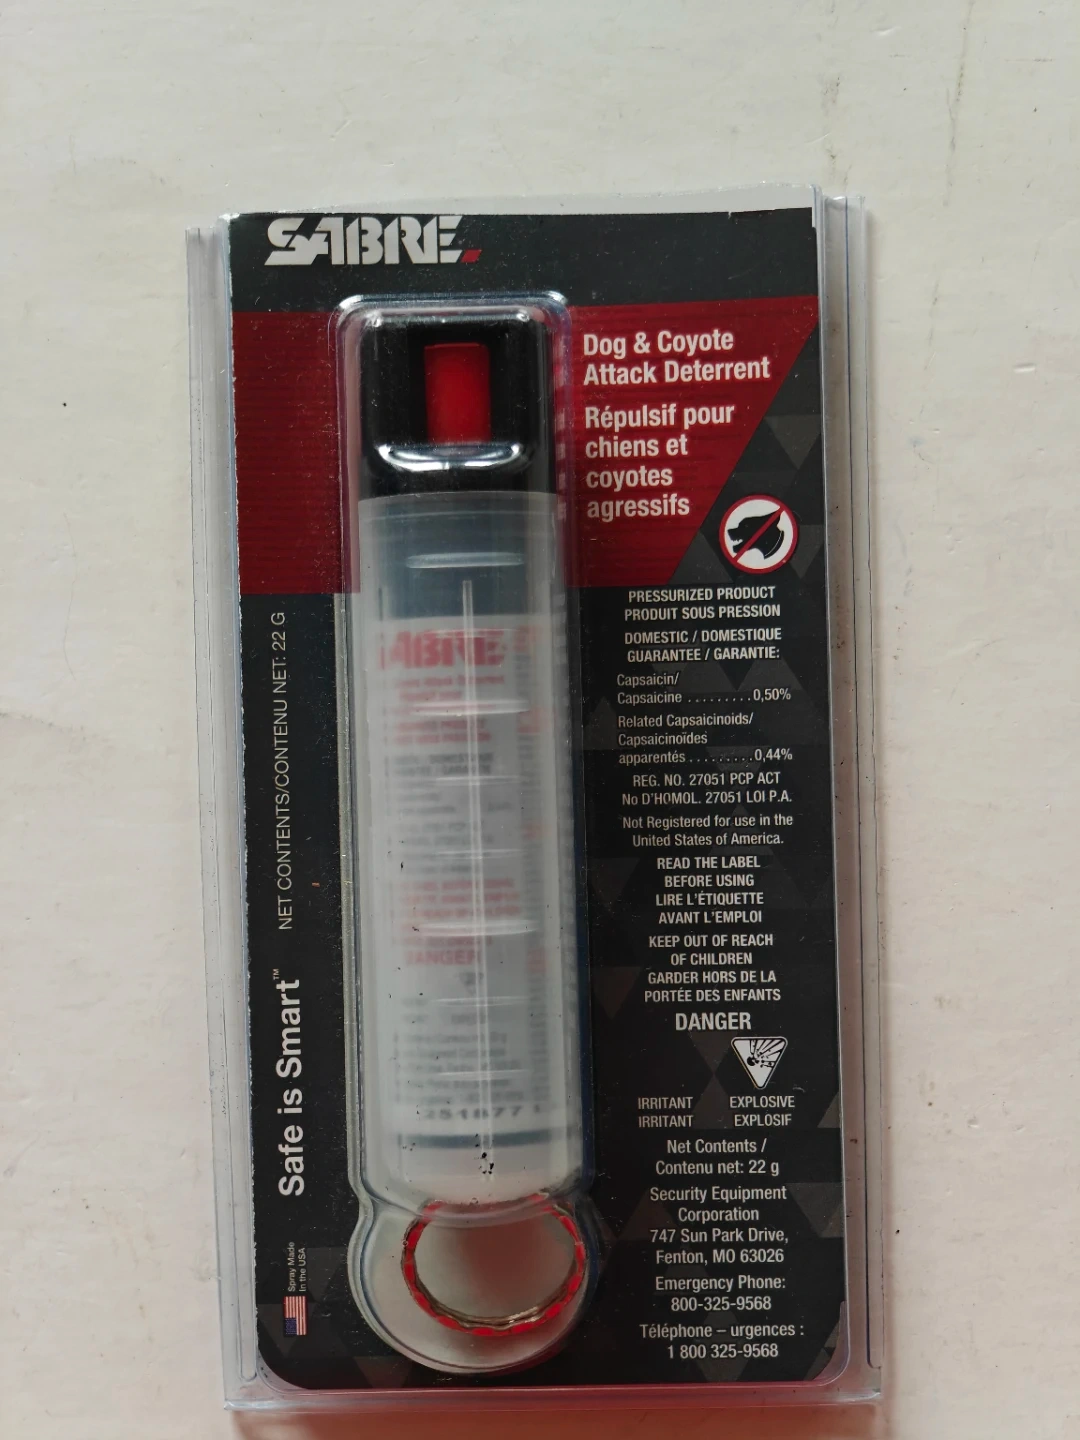 SABRE
Dog & Coyote
Attack Deterrent
Répulsif pour
chiens et
coyotes
agressifs
PRESSURIZED PRODUCT
PRODUIT SOUS PRESSION
DOMESTIC / DOMESTIQUE
GUARANTEE / GARANTIE:
Capsaicin/
Capsaicine .........0,50%
Related Capsaicinoids/
Capsaicinoïdes
apparentés .........0,44%
REG. NO. 27051 PCP ACT
No D'HOMOL. 27051 LOI P.A.
Not Registered for use in the
United States of America.
READ THE LABEL
BEFORE USING
LIRE L'ÉTIQUETTE
AVANT L'EMPLOI
KEEP OUT OF REACH
OF CHILDREN
GARDER HORS DE LA
PORTÉE DES ENFANTS
DANGER
IRRITANT EXPLOSIVE
IRRITANT EXPLOSIF
Net Contents /
Contenu net: 22 g
Security Equipment
Corporation
747 Sun Park Drive,
Fenton, MO 63026
Emergency Phone:
800-325-9568
Téléphone – urgences :
1 800 325-9568
NET CONTENTS/CONTENU NET: 22 G
Safe is Smart™
Spray Made
In the USA
SABRE
DANGER